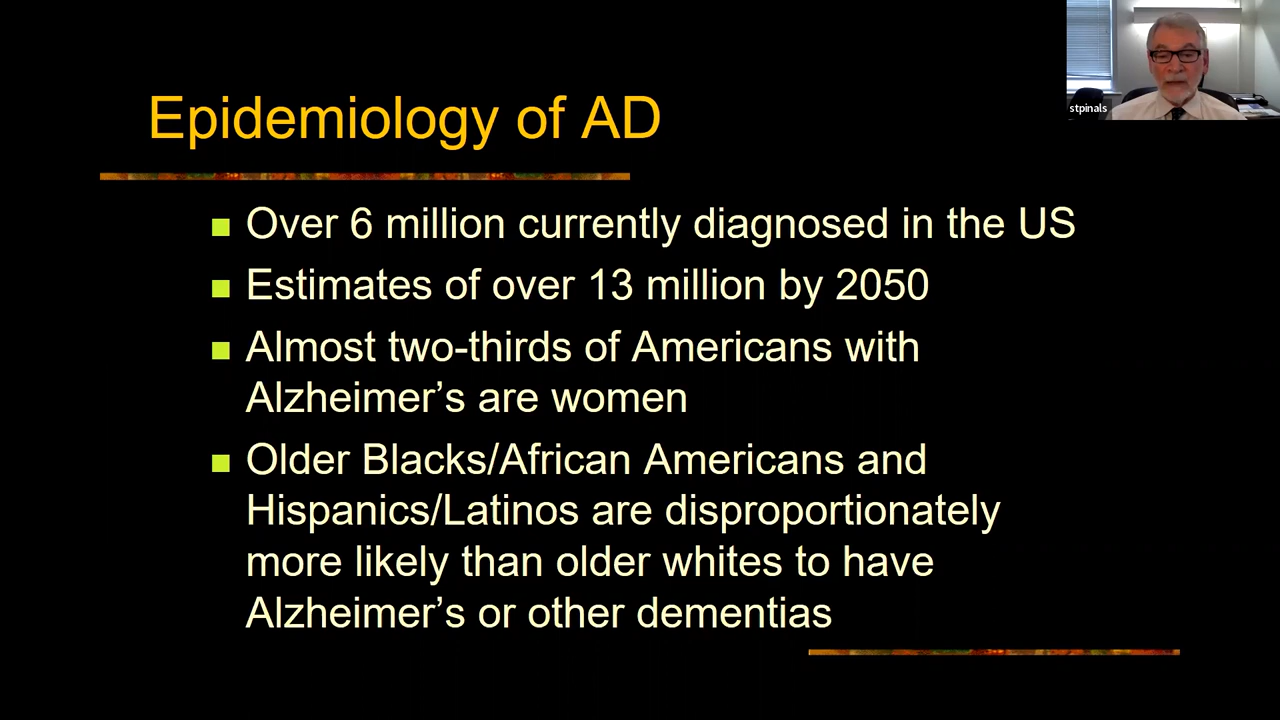 stpinals
Epidemiology of AD
■ Over 6 million currently diagnosed in the US
■ Estimates of over 13 million by 2050
■ Almost two-thirds of Americans with
Alzheimer’s are women
■ Older Blacks/African Americans and
Hispanics/Latinos are disproportionately
more likely than older whites to have
Alzheimer’s or other dementias